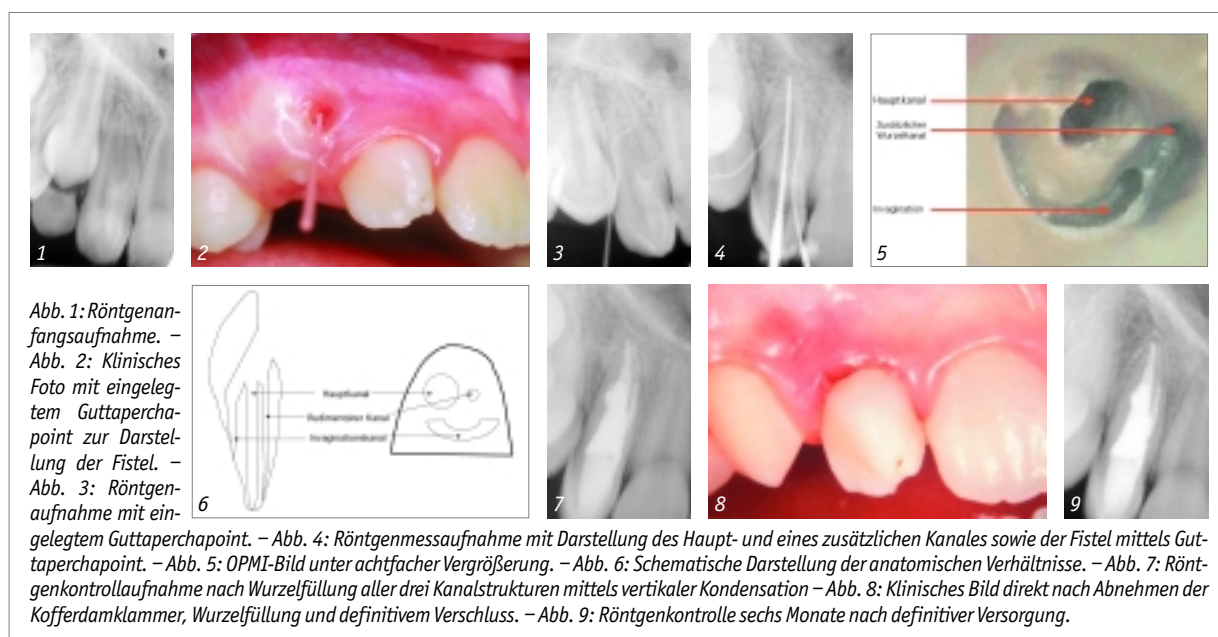 1
2
3
4
Hauptkanal
Zusätzlicher
Wurzelkanal
Invagination
5
Abb. 1: Röntgenan-
fangsaufnahme. –
Abb. 2: Klinisches
Foto mit eingeleg-
tem Guttapercha-
point zur Darstel-
lung der Fistel. –
Abb. 3: Röntgen-
aufnahme mit ein-
Hauptkanal
Rudimentärer Kanal
Invaginationskanal
6
7
8
9
gelegtem Guttaperchapoint. – Abb. 4: Röntgenmessaufnahme mit Darstellung des Haupt- und eines zusätzlichen Kanales sowie der Fistel mittels Gut-
taperchapoint. – Abb. 5: OPMI-Bild unter achtfacher Vergrößerung. – Abb. 6: Schematische Darstellung der anatomischen Verhältnisse. – Abb. 7: Rönt-
genkontrollaufnahme nach Wurzelfüllung aller drei Kanalstrukturen mittels vertikaler Kondensation – Abb. 8: Klinisches Bild direkt nach Abnehmen der
Kofferdamklammer, Wurzelfüllung und definitivem Verschluss. – Abb. 9: Röntgenkontrolle sechs Monate nach definitiver Versorgung.